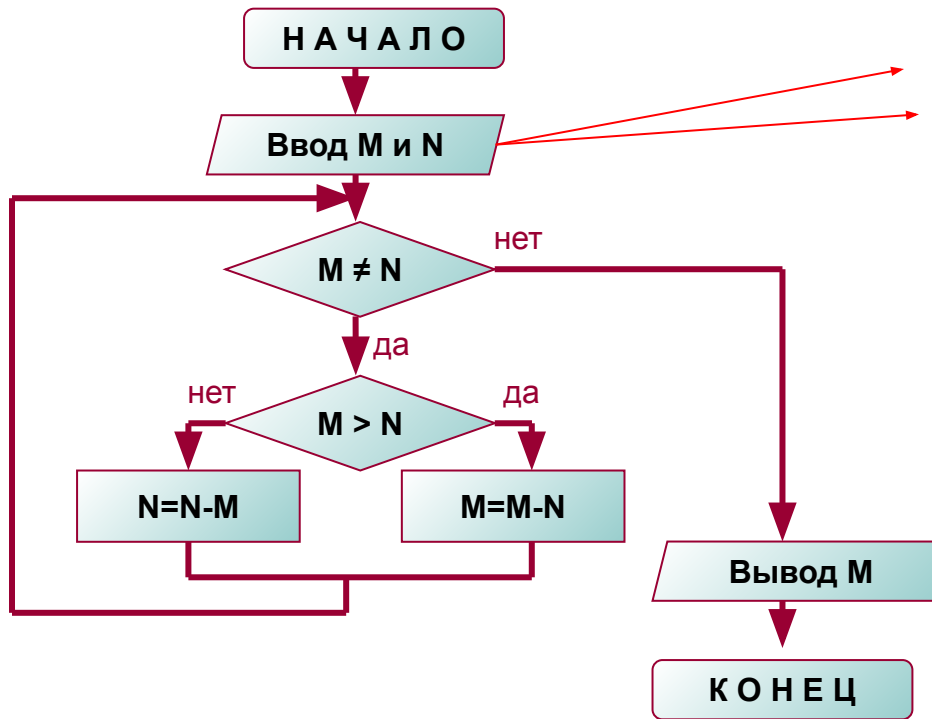 Н А Ч А Л О
Ввод M и N
нет
M ≠ N
да
нет
да
M > N
N=N-M
M=M-N
Вывод M
К О Н Е Ц